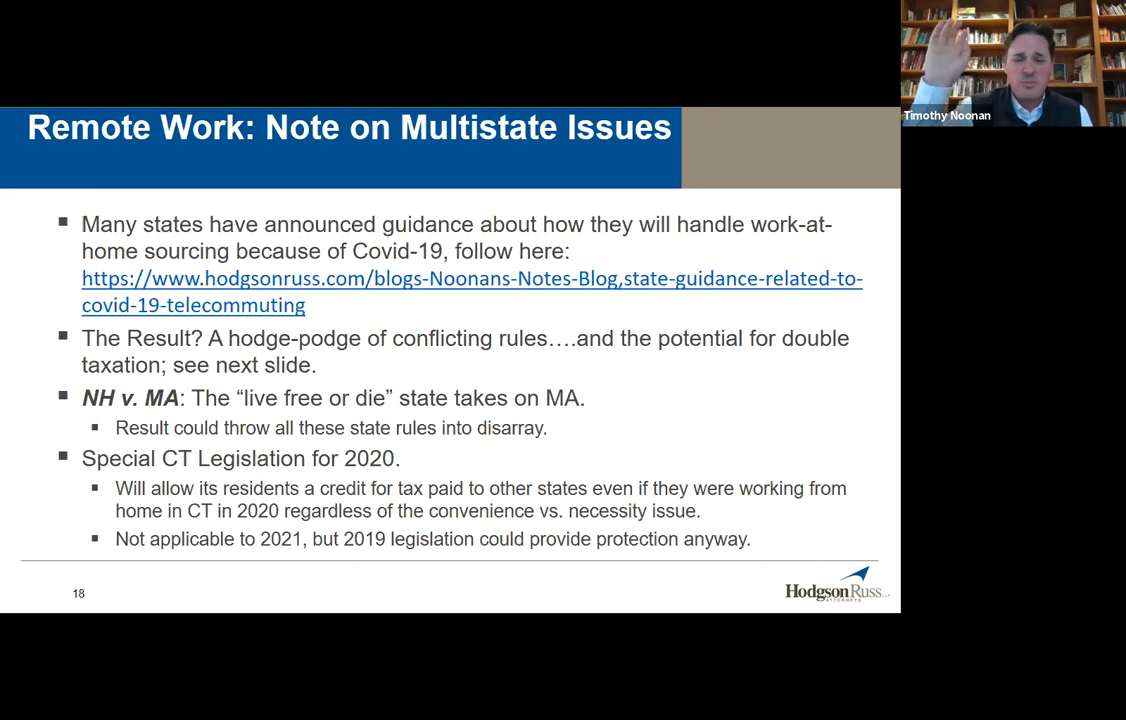 Timothy Noonan
Remote Work: Note on Multistate Issues
▪ Many states have announced guidance about how they will handle work-at-
home sourcing because of Covid-19, follow here:
https://www.hodgsonruss.com/blogs-Noonans-Notes-Blog,state-guidance-related-to-
covid-19-telecommuting
▪ The Result? A hodge-podge of conflicting rules….and the potential for double
taxation; see next slide.
▪ NH v. MA: The “live free or die” state takes on MA.
▪ Result could throw all these state rules into disarray.
▪ Special CT Legislation for 2020.
▪ Will allow its residents a credit for tax paid to other states even if they were working from
home in CT in 2020 regardless of the convenience vs. necessity issue.
▪ Not applicable to 2021, but 2019 legislation could provide protection anyway.
18
HodgsonRuss LLP
ATTORNEYS